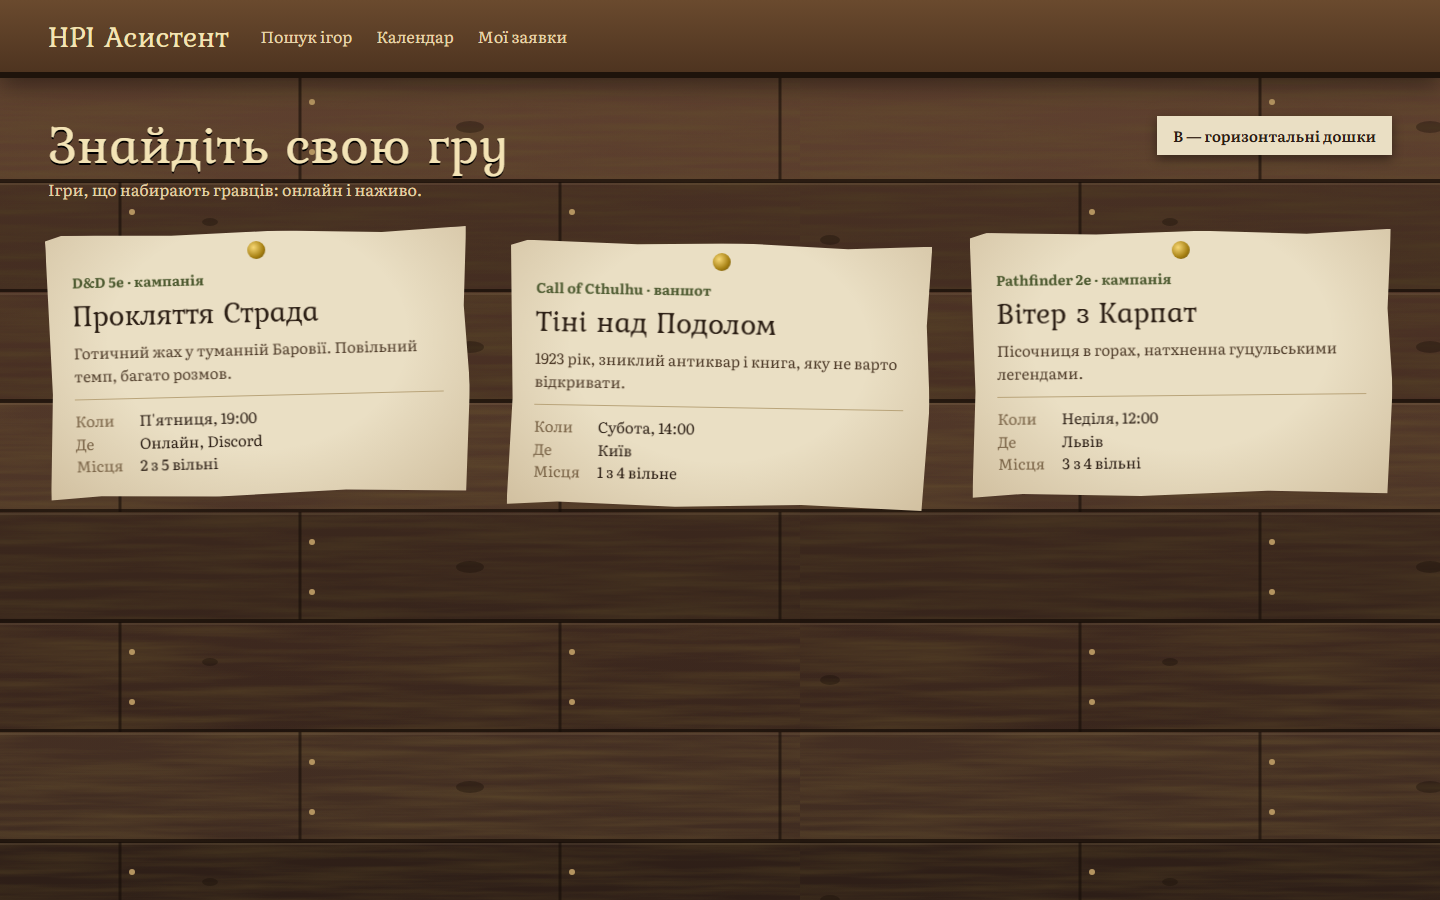 НРІ Асистент
Пошук ігор
Календар
Мої заявки
Знайдіть свою гру
В — горизонтальні дошки
Ігри, що набирають гравців: онлайн і наживо.
D&D 5e · кампанія
Прокляття Страда
Готичний жах у туманній Баровії. Повільний
темп, багато розмов.
Коли П'ятниця, 19:00
Де Онлайн, Discord
Місця 2 з 5 вільні
Call of Cthulhu · ваншот
Тіні над Подолом
1923 рік, зниклий антиквар і книга, яку не варто
відкривати.
Коли Субота, 14:00
Де Київ
Місця 1 з 4 вільне
Pathfinder 2e · кампанія
Вітер з Карпат
Пісочниця в горах, натхненна гуцульськими
легендами.
Коли Неділя, 12:00
Де Львів
Місця 3 з 4 вільні